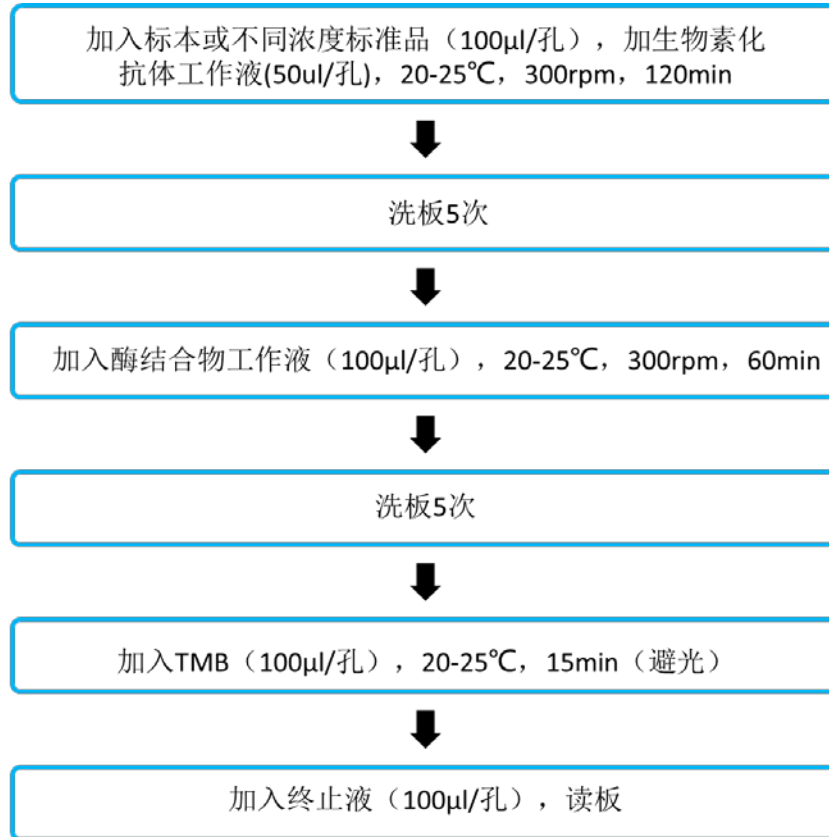 加入标本或不同浓度标准品（100μl/孔），加生物素化
抗体工作液(50ul/孔)，20-25℃，300rpm，120min
洗板5次
加入酶结合物工作液（100μl/孔），20-25℃，300rpm，60min
洗板5次
加入TMB（100μl/孔），20-25℃，15min（避光）
加入终止液（100μl/孔），读板